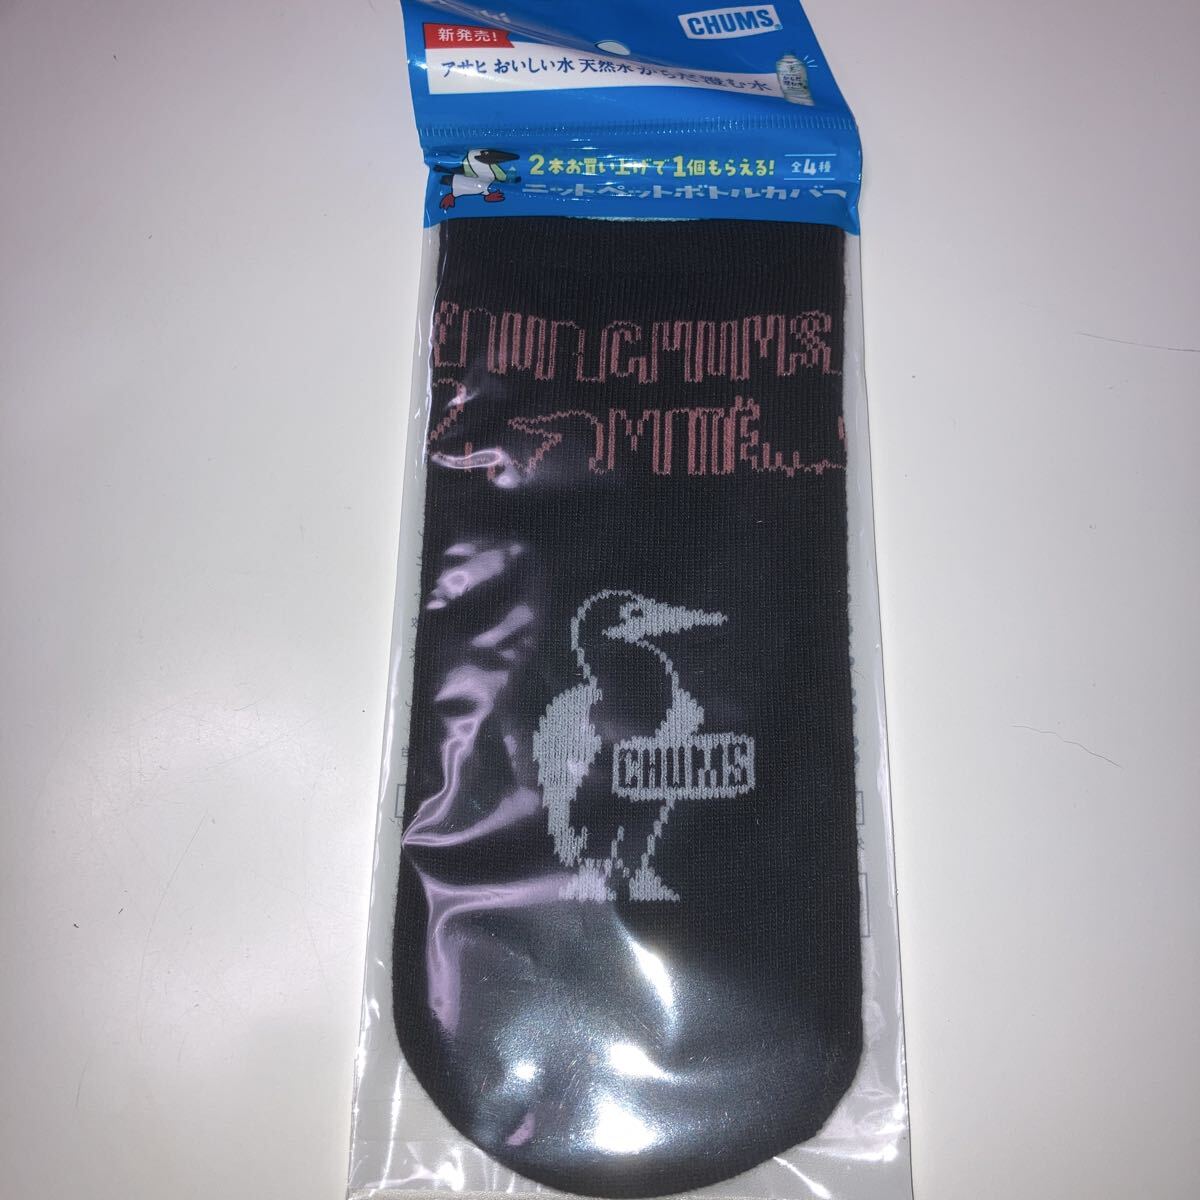 CHUMS
新発売!
アサヒ おいしい水 天然水 からだ澄む水
2本お買い上げで1個もらえる! 全4種
ニットペットボトルカバー
CHUMS
CHUMS